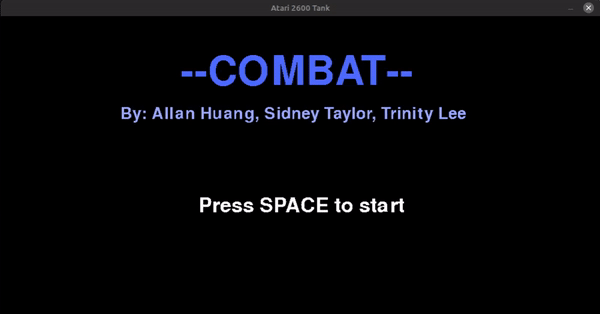 Atari 2600 Tank
--COMBAT--
By: Allan Huang, Sidney Taylor, Trinity Lee
Press SPACE to start